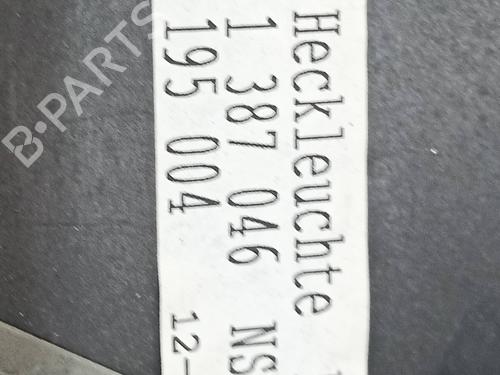 Heckleuchte
1 387 046 NS
195 004 12-
B-PARTS